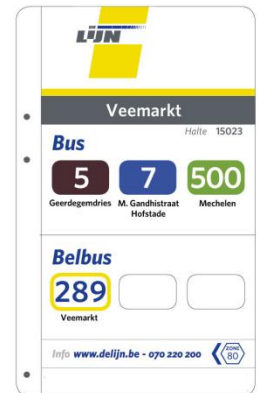 LIJN
Veemarkt
Halte 15023
Bus
5 7 500
Geerdegemdries M. Gandhistraat Hofstade Mechelen
Belbus
289
Veemarkt
Info www.delijn.be - 070 220 200 ZONE 80